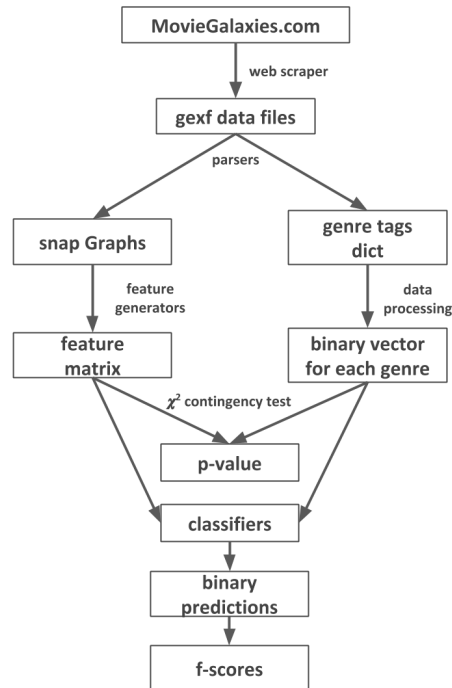 MovieGalaxies.com
web scraper
gexf data files
parsers
snap Graphs
genre tags
dict
feature
generators
data
processing
feature
matrix
binary vector
for each genre
χ² contingency test
p-value
classifiers
binary
predictions
f-scores